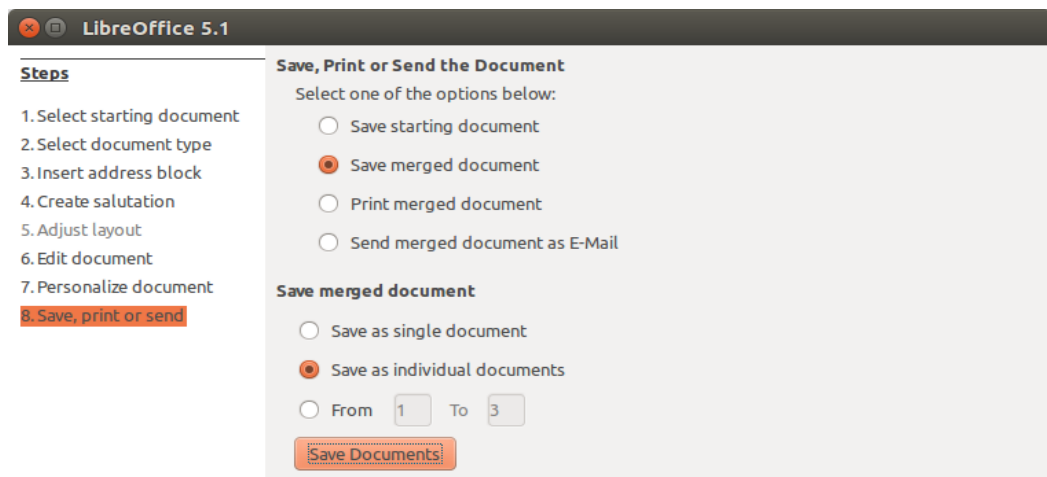 LibreOffice 5.1
Steps
1. Select starting document
2. Select document type
3. Insert address block
4. Create salutation
5. Adjust layout
6. Edit document
7. Personalize document
8. Save, print or send
Save, Print or Send the Document
Select one of the options below:
Save starting document
Save merged document
Print merged document
Send merged document as E-Mail
Save merged document
Save as single document
Save as individual documents
From 1 To 3
Save Documents